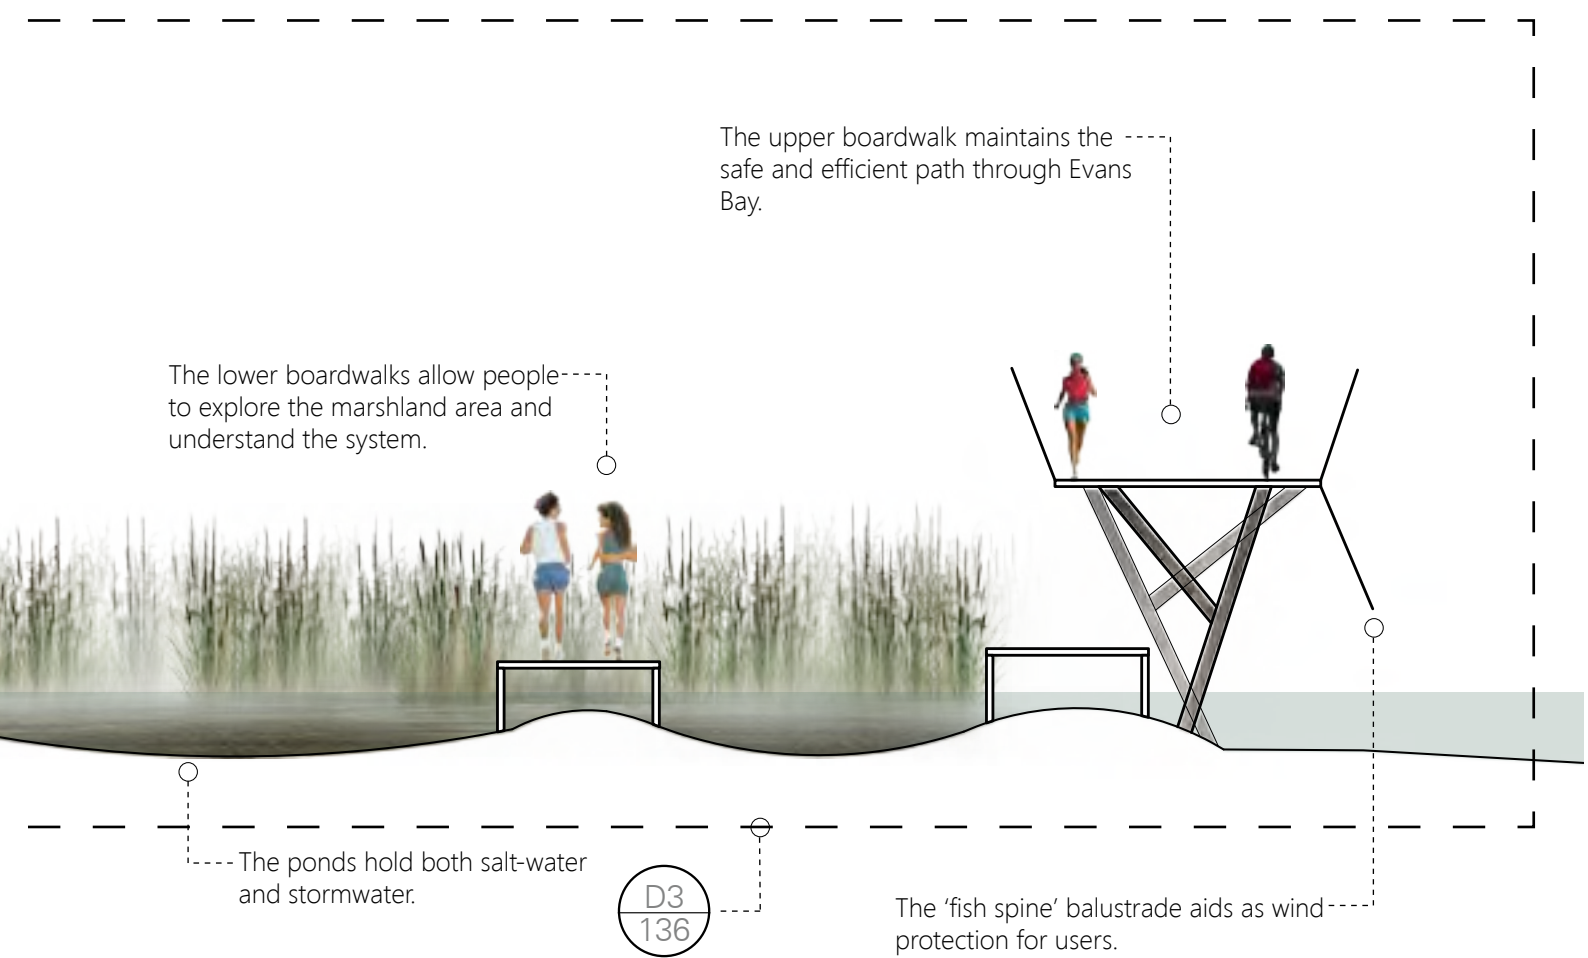 The upper boardwalk maintains the
safe and efficient path through Evans
Bay.
The lower boardwalks allow people
to explore the marshland area and
understand the system.
The ponds hold both salt-water
and stormwater.
D3
136
The ‘fish spine’ balustrade aids as wind
protection for users.